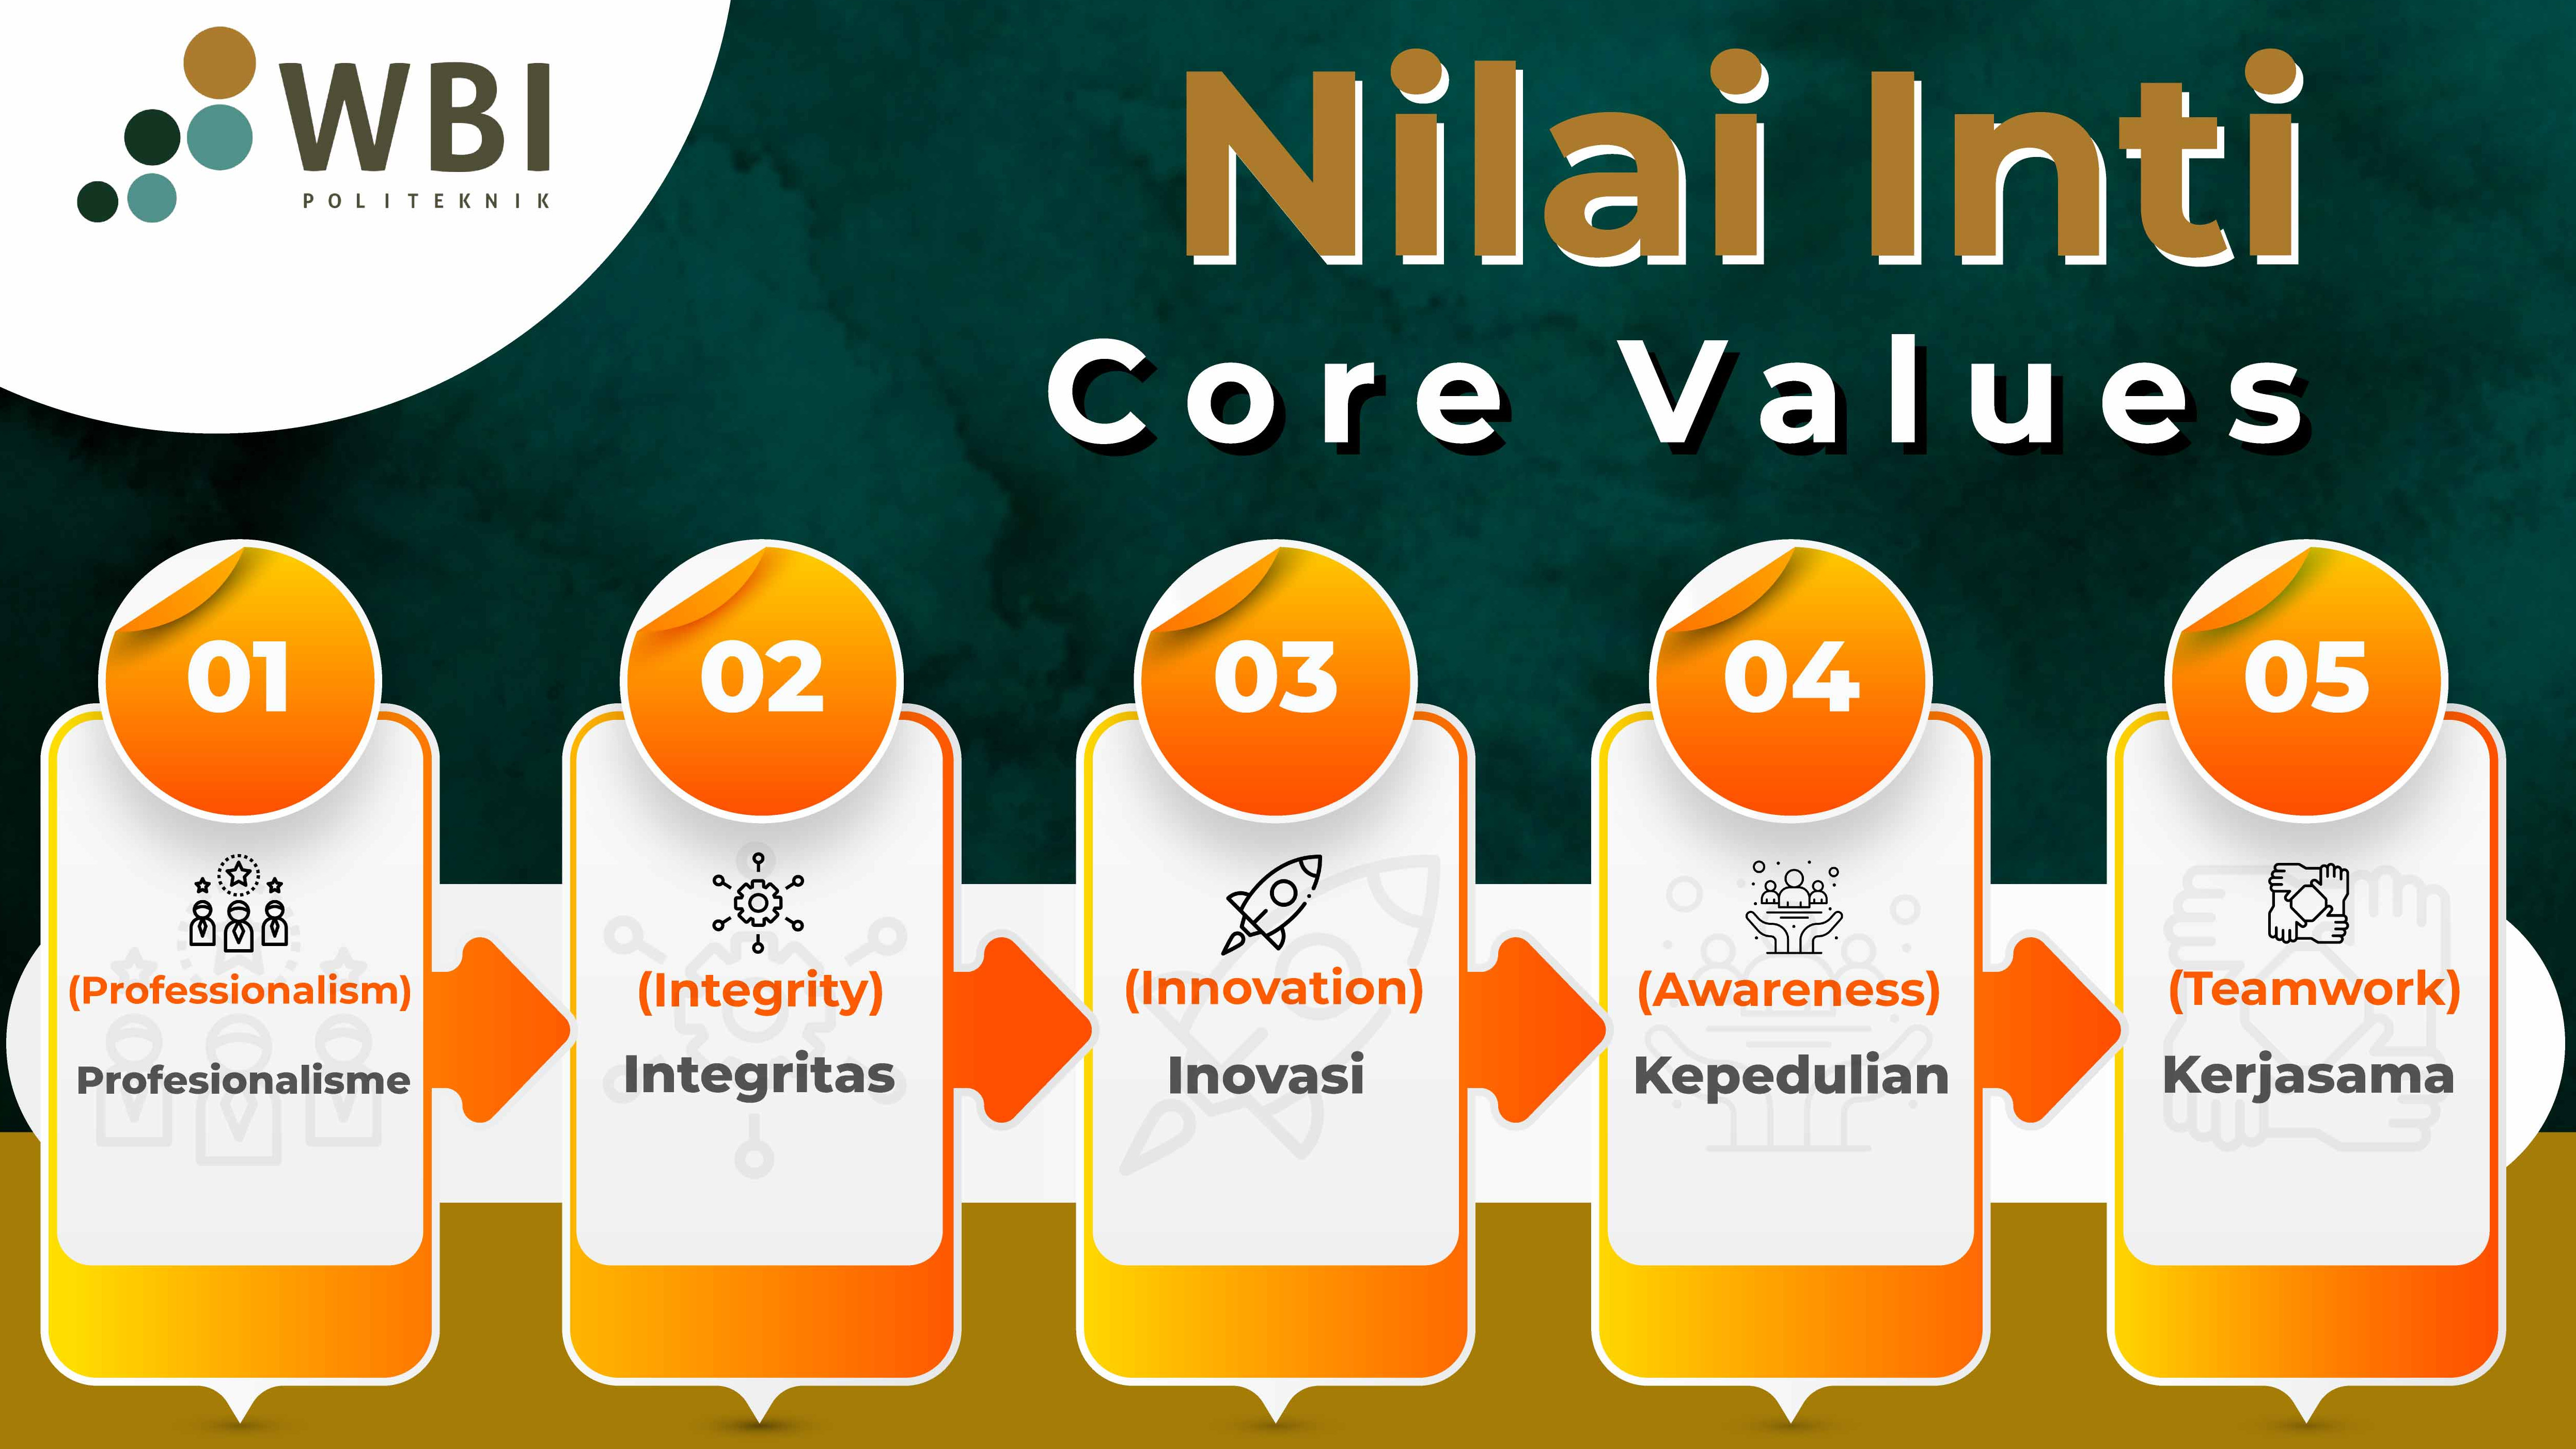 WBI
POLITEKNIK
Nilai Inti
Core Values
01
(Professionalism)
Profesionalisme
02
(Integrity)
Integritas
03
(Innovation)
Inovasi
04
(Awareness)
Kepedulian
05
(Teamwork)
Kerjasama